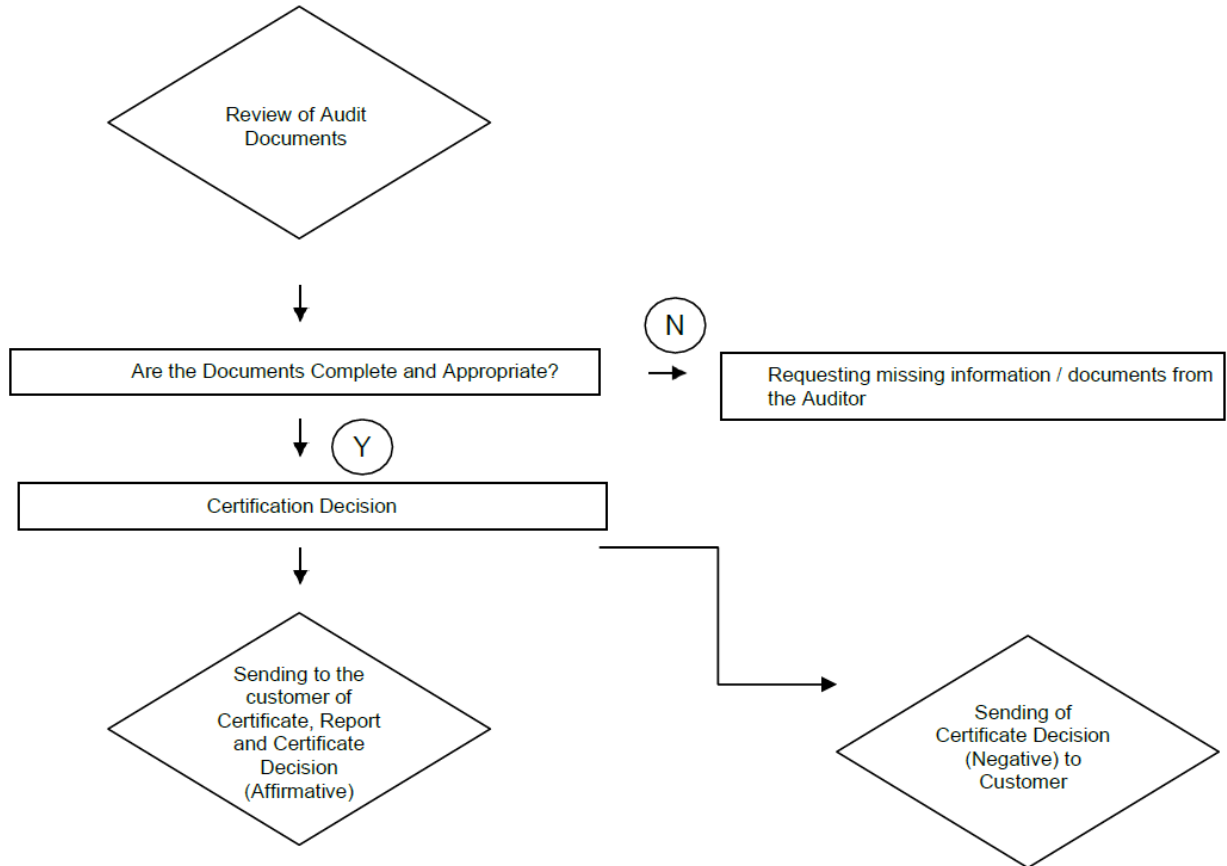 Review of Audit
Documents
N
Are the Documents Complete and Appropriate?
Requesting missing information / documents from
the Auditor
Y
Certification Decision
Sending to the
customer of
Certificate, Report
and Certificate
Decision
(Affirmative)
Sending of
Certificate Decision
(Negative) to
Customer